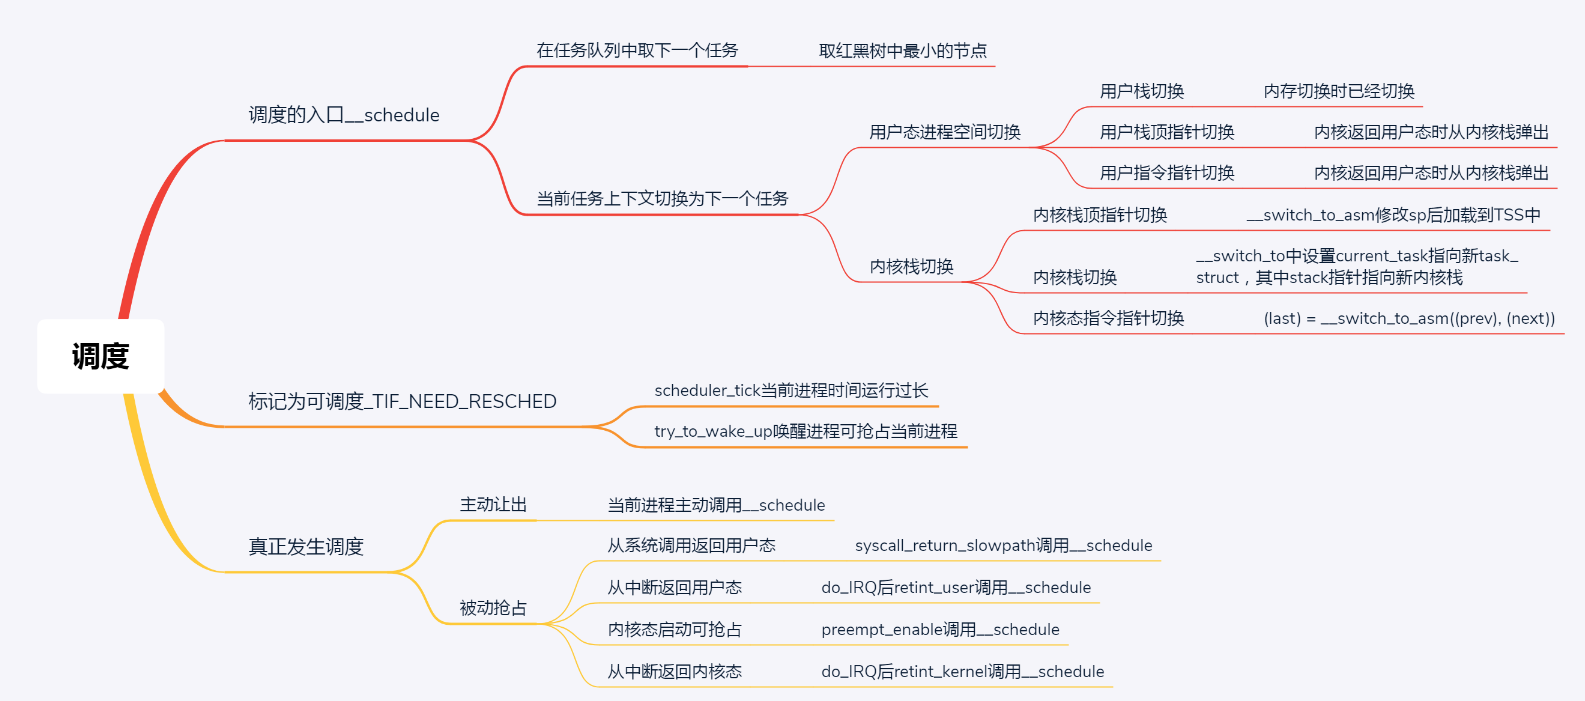 调度
调度的入口__schedule
在任务队列中取下一个任务
取红黑树中最小的节点
当前任务上下文切换为下一个任务
用户态进程空间切换
用户栈切换
内存切换时已经切换
用户栈顶指针切换
内核返回用户态时从内核栈弹出
用户指令指针切换
内核返回用户态时从内核栈弹出
内核栈切换
内核栈顶指针切换
__switch_to_asm修改sp后加载到TSS中
内核栈切换
__switch_to中设置current_task指向新task_
struct，其中stack指针指向新内核栈
内核态指令指针切换
(last) = __switch_to_asm((prev), (next))
标记为可调度_TIF_NEED_RESCHED
scheduler_tick当前进程时间运行过长
try_to_wake_up唤醒进程可抢占当前进程
真正发生调度
主动让出
当前进程主动调用__schedule
被动抢占
从系统调用返回用户态
syscall_return_slowpath调用__schedule
从中断返回用户态
do_IRQ后retint_user调用__schedule
内核态启动可抢占
preempt_enable调用__schedule
从中断返回内核态
do_IRQ后retint_kernel调用__schedule